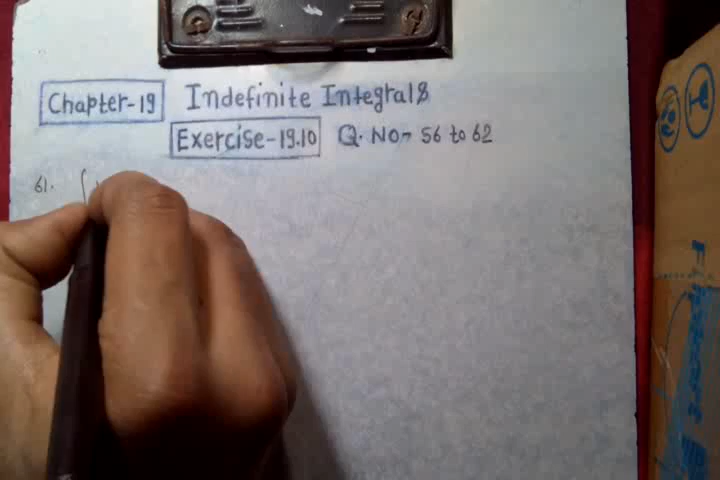 Chapter-19 Indefinite Integrals
Exercise-19.10 Q. No- 56 to 62
61. ∫